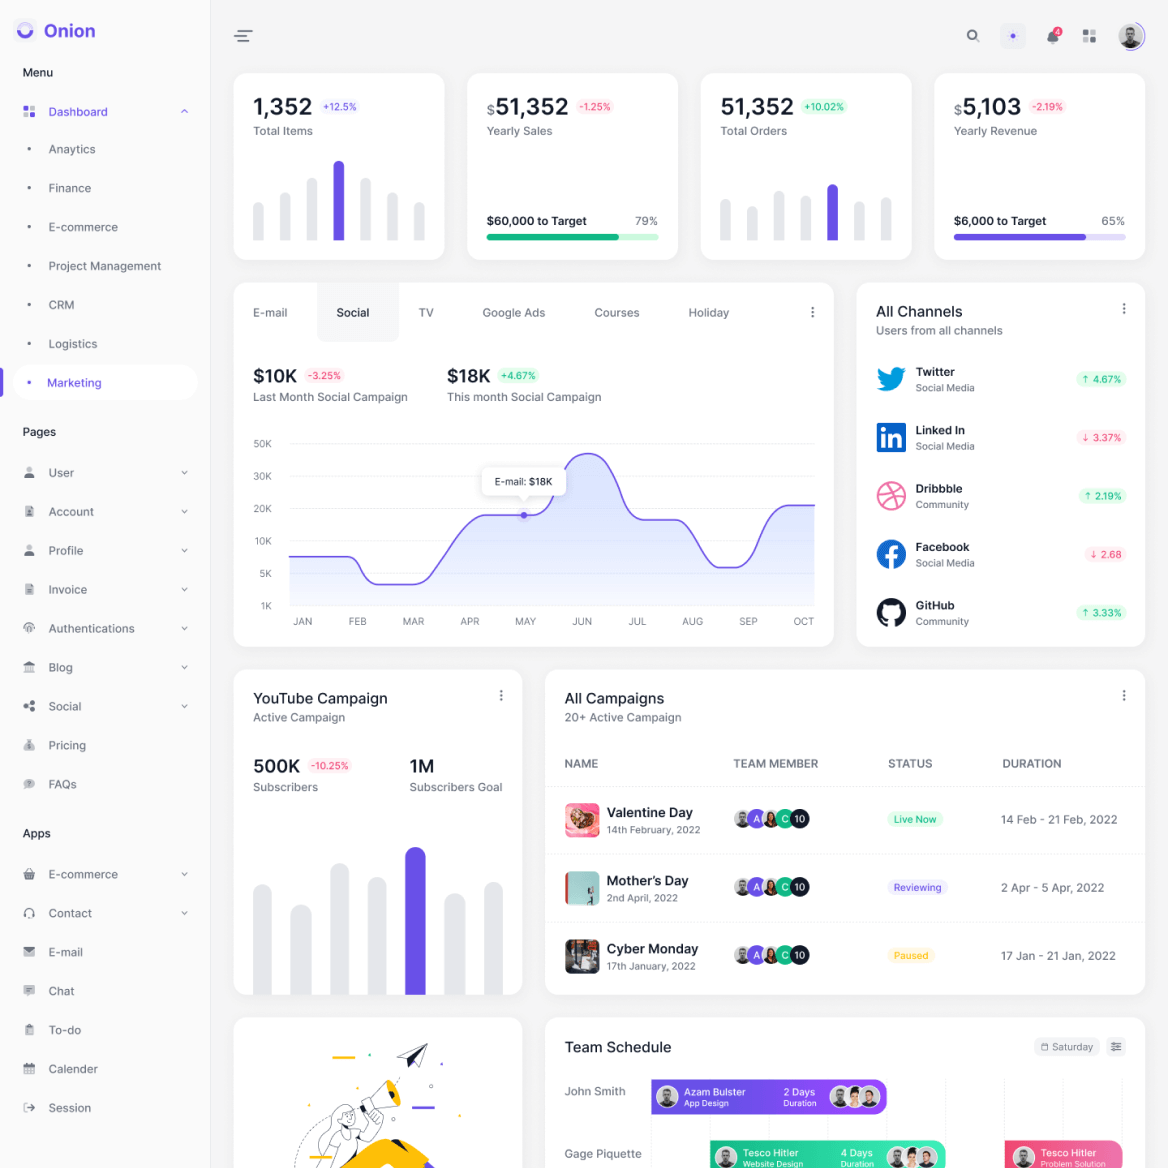 Onion
Menu
Dashboard
Anaytics
Finance
E-commerce
Project Management
CRM
Logistics
Marketing
Pages
User
Account
Profile
Invoice
Authentications
Blog
Social
Pricing
FAQs
Apps
E-commerce
Contact
E-mail
Chat
To-do
Calender
Session
4
1,352 +12.5%
Total Items
$51,352 -1.25%
Yearly Sales
$60,000 to Target 79%
51,352 +10.02%
Total Orders
$5,103 -2.19%
Yearly Revenue
$6,000 to Target 65%
E-mail Social TV Google Ads Courses Holiday
$10K -3.25%
Last Month Social Campaign
$18K +4.67%
This month Social Campaign
50K
30K
20K
10K
5K
1K
E-mail: $18K
JAN FEB MAR APR MAY JUN JUL AUG SEP OCT
All Channels
Users from all channels
Twitter
Social Media
↑ 4.67%
Linked In
Social Media
↓ 3.37%
Dribbble
Community
↑ 2.19%
Facebook
Social Media
↓ 2.68
GitHub
Community
↑ 3.33%
YouTube Campaign
Active Campaign
500K -10.25%
Subscribers
1M
Subscribers Goal
All Campaigns
20+ Active Campaign
NAME TEAM MEMBER STATUS DURATION
Valentine Day
14th February, 2022
A C 10
Live Now
14 Feb - 21 Feb, 2022
Mother's Day
2nd April, 2022
A C 10
Reviewing
2 Apr - 5 Apr, 2022
Cyber Monday
17th January, 2022
A C 10
Paused
17 Jan - 21 Jan, 2022
Team Schedule
Saturday
John Smith
Azam Bulster
App Design
2 Days
Duration
Gage Piquette
Tesco Hitler
Website Design
4 Days
Duration
Tesco Hitler
Problem Solution